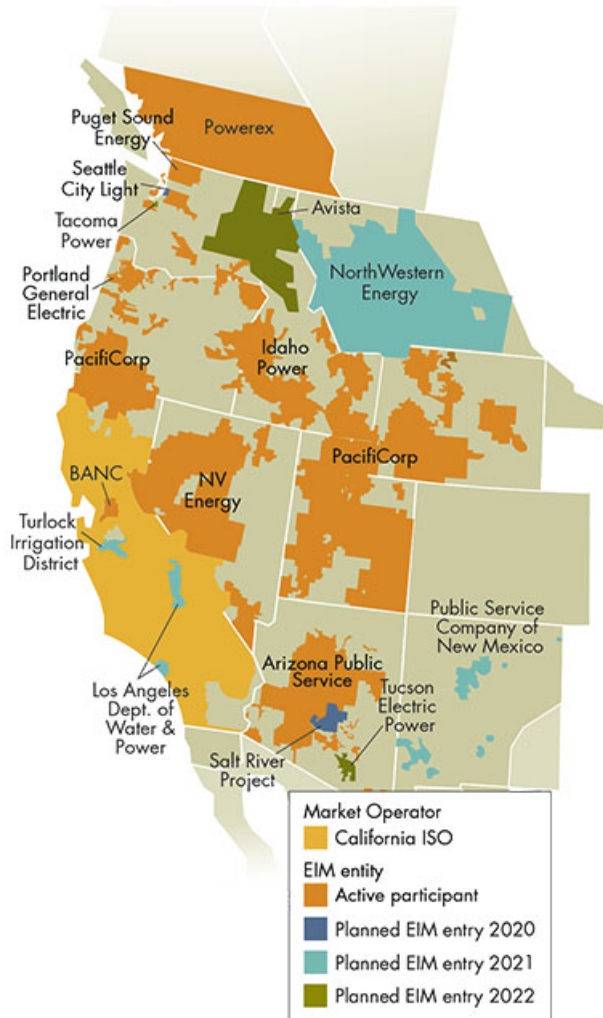 Puget Sound
Energy
Powerex
Seattle
City Light
Avista
Tacoma
Power
NorthWestern
Energy
Portland
General
Electric
PacifiCorp
Idaho
Power
PacifiCorp
NV
Energy
BANC
Turlock
Irrigation
District
Public Service
Company of
New Mexico
Arizona Public
Service
Tucson
Electric
Power
Los Angeles
Dept. of
Water &
Power
Salt River
Project
Market Operator
California ISO
EIM entity
Active participant
Planned EIM entry 2020
Planned EIM entry 2021
Planned EIM entry 2022